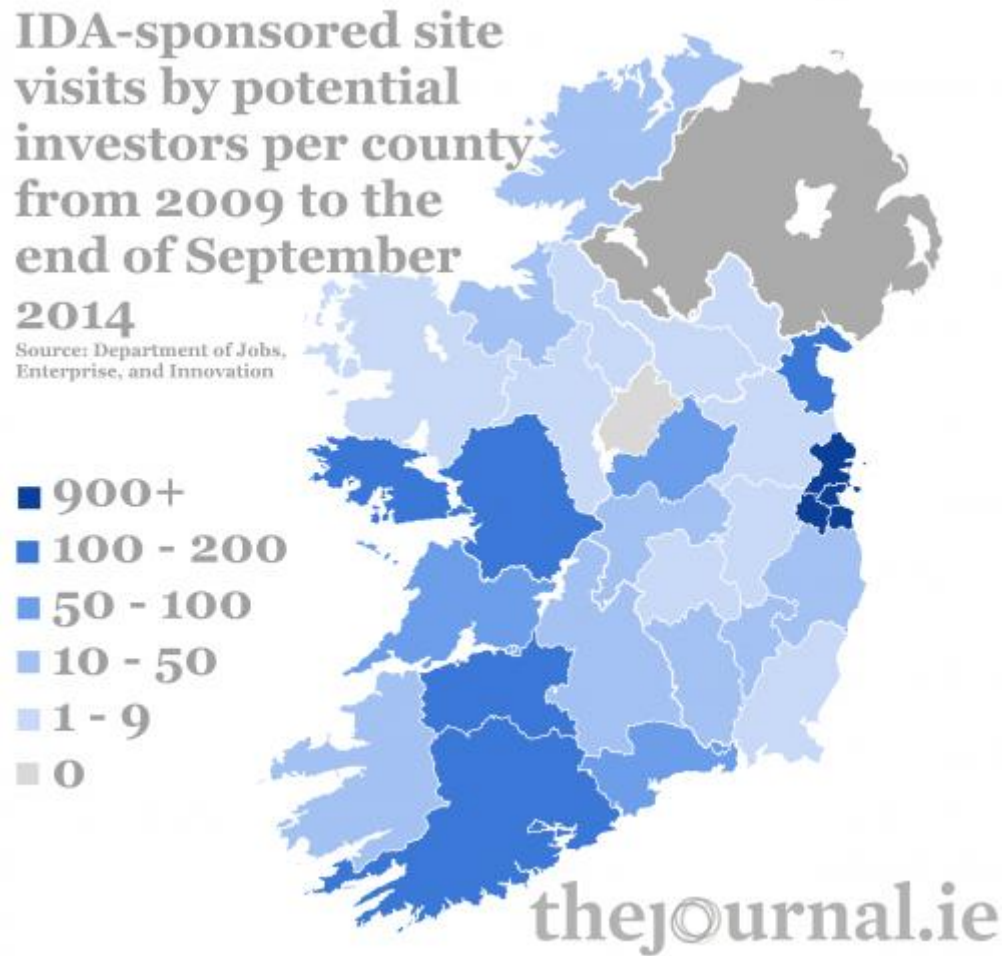 IDA-sponsored site
visits by potential
investors per county
from 2009 to the
end of September
2014
Source: Department of Jobs,
Enterprise, and Innovation
900+
100 - 200
50 - 100
10 - 50
1 - 9
0
thejournal.ie